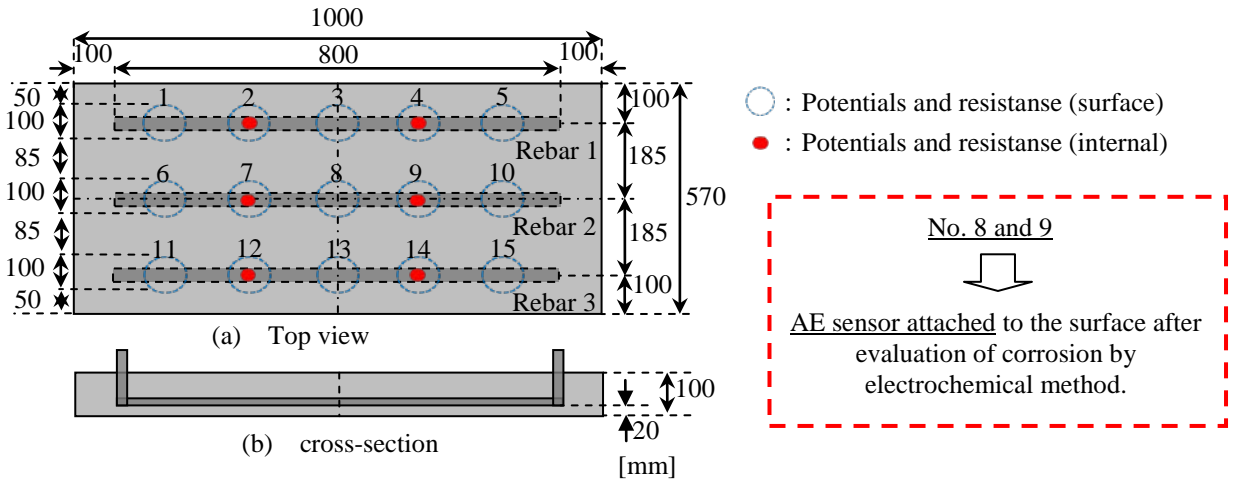 1000
100
800
100
50
100
85
100
85
100
50
1 2 3 4 5
Rebar 1
6 7 8 9 10
Rebar 2
11 12 13 14 15
Rebar 3
100
185
185
100
570
(a) Top view
100
20
(b) cross-section
[mm]
: Potentials and resistanse (surface)
: Potentials and resistanse (internal)
No. 8 and 9
AE sensor attached to the surface after
evaluation of corrosion by
electrochemical method.